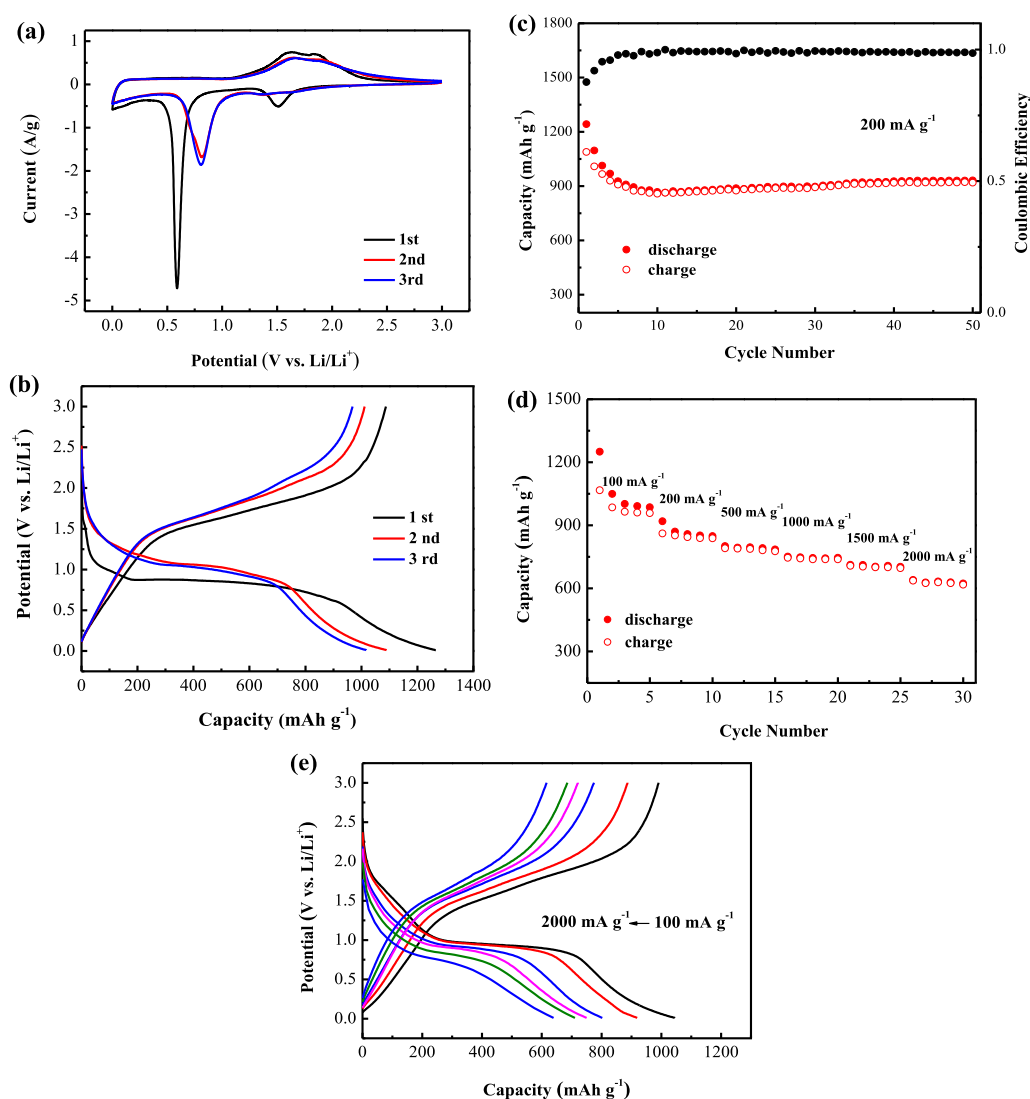 (a)
1
0
-1
-2
-3
-4
-5
Current (A/g)
1st
2nd
3rd
0.0 0.5 1.0 1.5 2.0 2.5 3.0
Potential (V vs. Li/Li⁺)
(c)
1800
1650
1500
1350
1200
1050
900
750
600
450
300
Capacity (mAh g⁻¹)
200 mA g⁻¹
discharge
charge
1.0
0.5
0.0
Coulombic Efficiency
0 10 20 30 40 50
Cycle Number
(b)
3.0
2.5
2.0
1.5
1.0
0.5
0.0
Potential (V vs. Li/Li⁺)
1 st
2 nd
3 rd
0 200 400 600 800 1000 1200 1400
Capacity (mAh g⁻¹)
(d)
1500
1200
900
600
300
Capacity (mAh g⁻¹)
100 mA g⁻¹
200 mA g⁻¹
500 mA g⁻¹
1000 mA g⁻¹
1500 mA g⁻¹
2000 mA g⁻¹
discharge
charge
0 5 10 15 20 25 30
Cycle Number
(e)
3.0
2.5
2.0
1.5
1.0
0.5
0.0
Potential (V vs. Li/Li⁺)
2000 mA g⁻¹ ← 100 mA g⁻¹
0 200 400 600 800 1000 1200
Capacity (mAh g⁻¹)